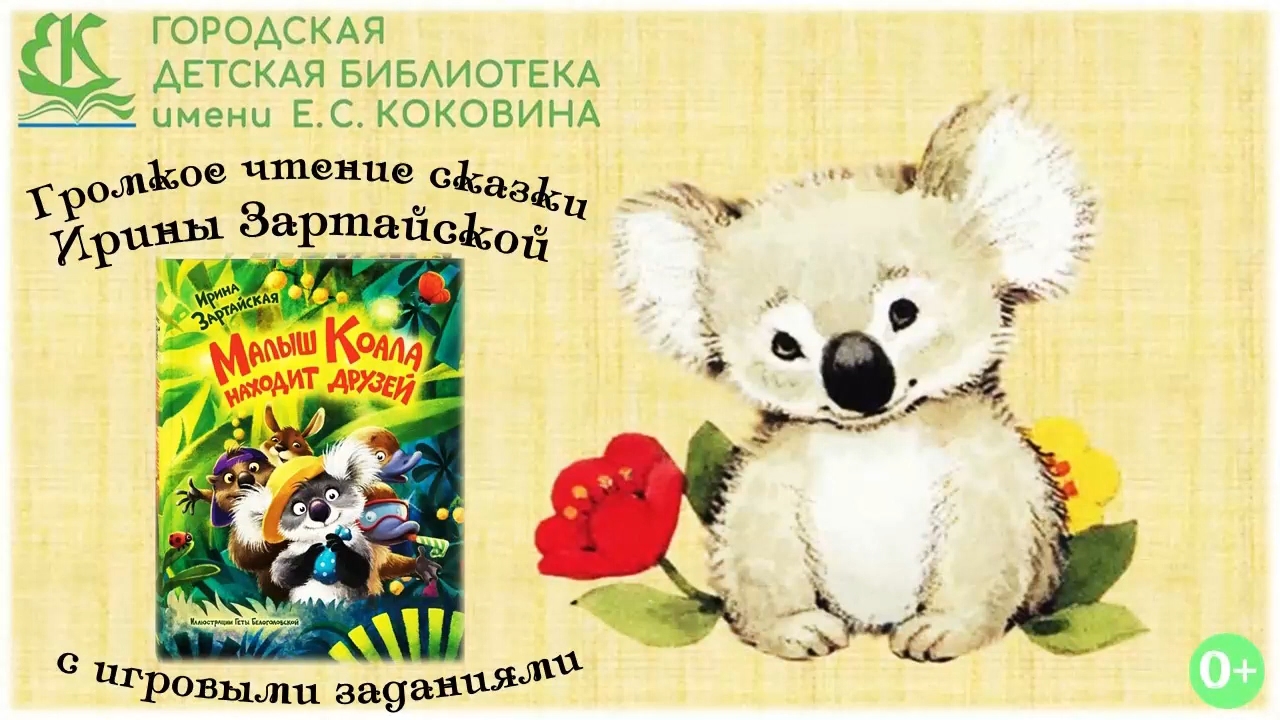 ГОРОДСКАЯ
ДЕТСКАЯ БИБЛИОТЕКА
имени Е. С. КОКОВИНА
Громкое чтение сказки
Ирины Зартайской
Ирина
Зартайская
Малыш Коала
находит друзей
Иллюстрации Геты Белоголовской
с игровыми заданиями
0+